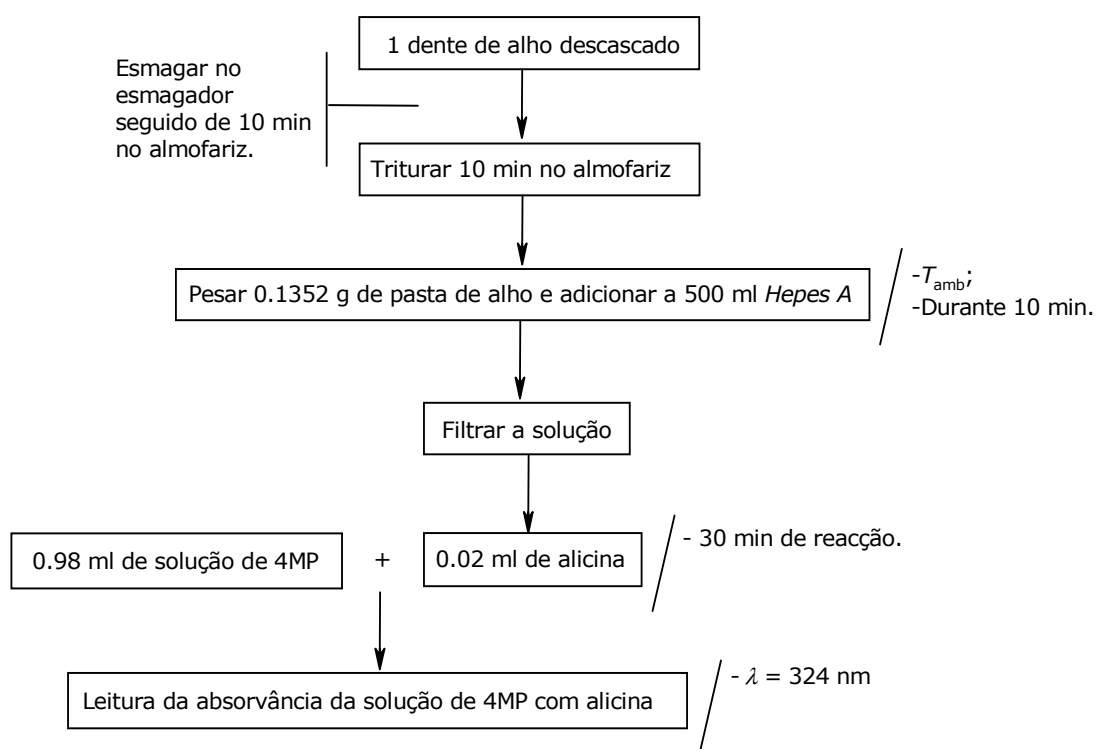 1 dente de alho descascado
Esmagar no
esmagador
seguido de 10 min
no almofariz.
Triturar 10 min no almofariz
Pesar 0.1352 g de pasta de alho e adicionar a 500 ml Hepes A
-Tamb;
-Durante 10 min.
Filtrar a solução
0.98 ml de solução de 4MP + 0.02 ml de alicina
- 30 min de reacção.
Leitura da absorvância da solução de 4MP com alicina
- λ = 324 nm